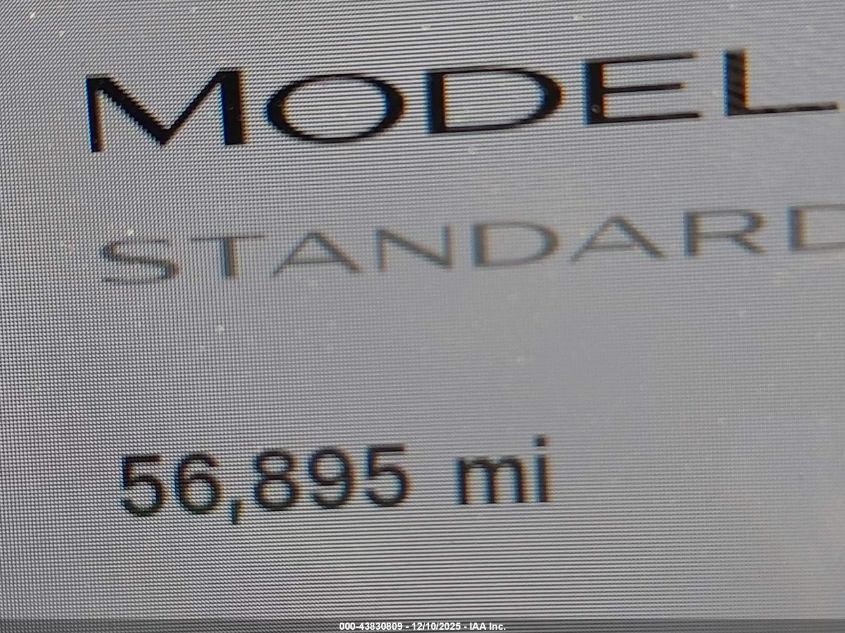 MODEL
STANDARD
56,895 mi
000-43830809 - 12/10/2025 - IAA Inc.